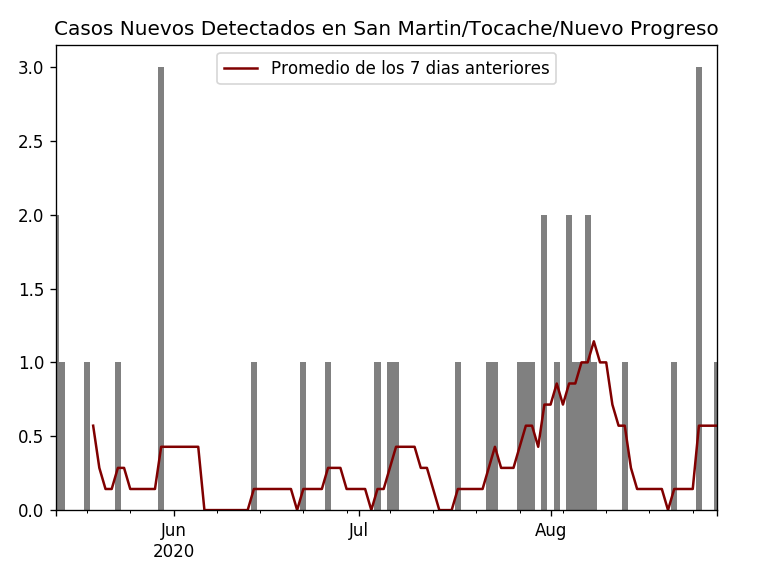 Casos Nuevos Detectados en San Martin/Tocache/Nuevo Progreso
Promedio de los 7 dias anteriores
3.0
2.5
2.0
1.5
1.0
0.5
0.0
Jun Jul Aug
2020